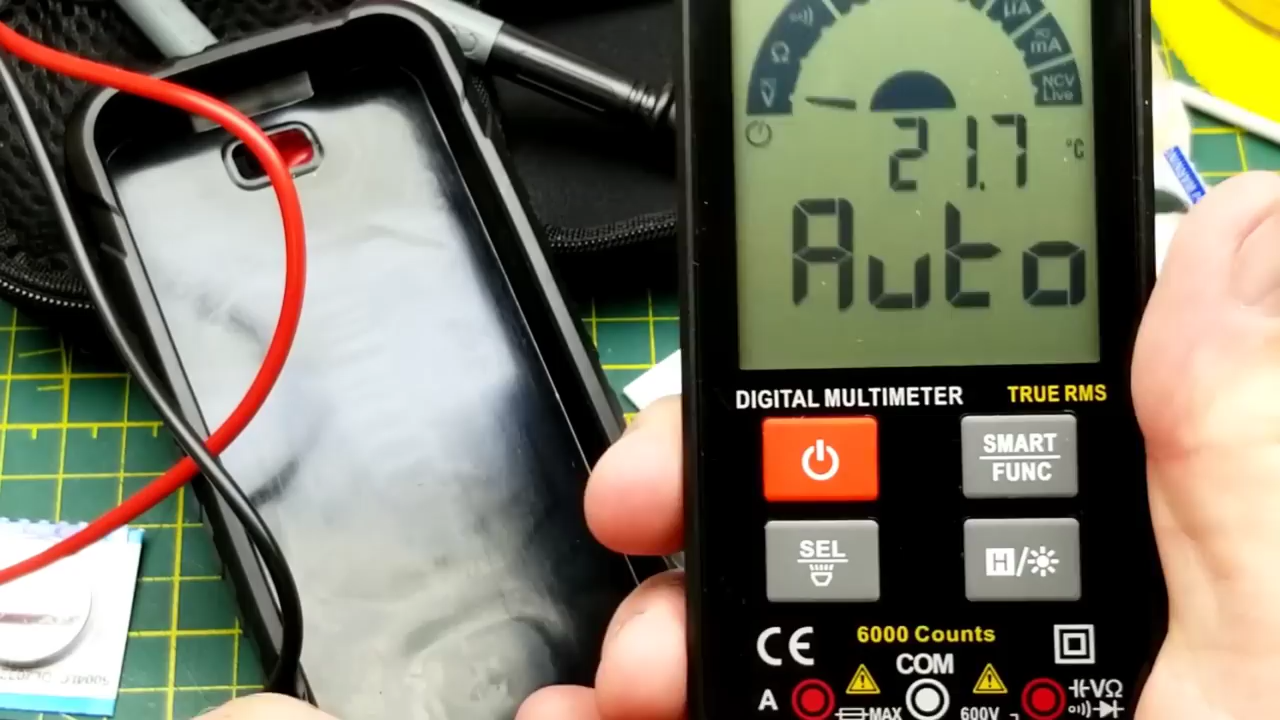 Ω
V
μA
mA
NCV
Live
21.7 °C
Auto
DIGITAL MULTIMETER TRUE RMS
SMART
FUNC
SEL
H/
CE 6000 Counts
COM
A
MAX 600V
VΩ